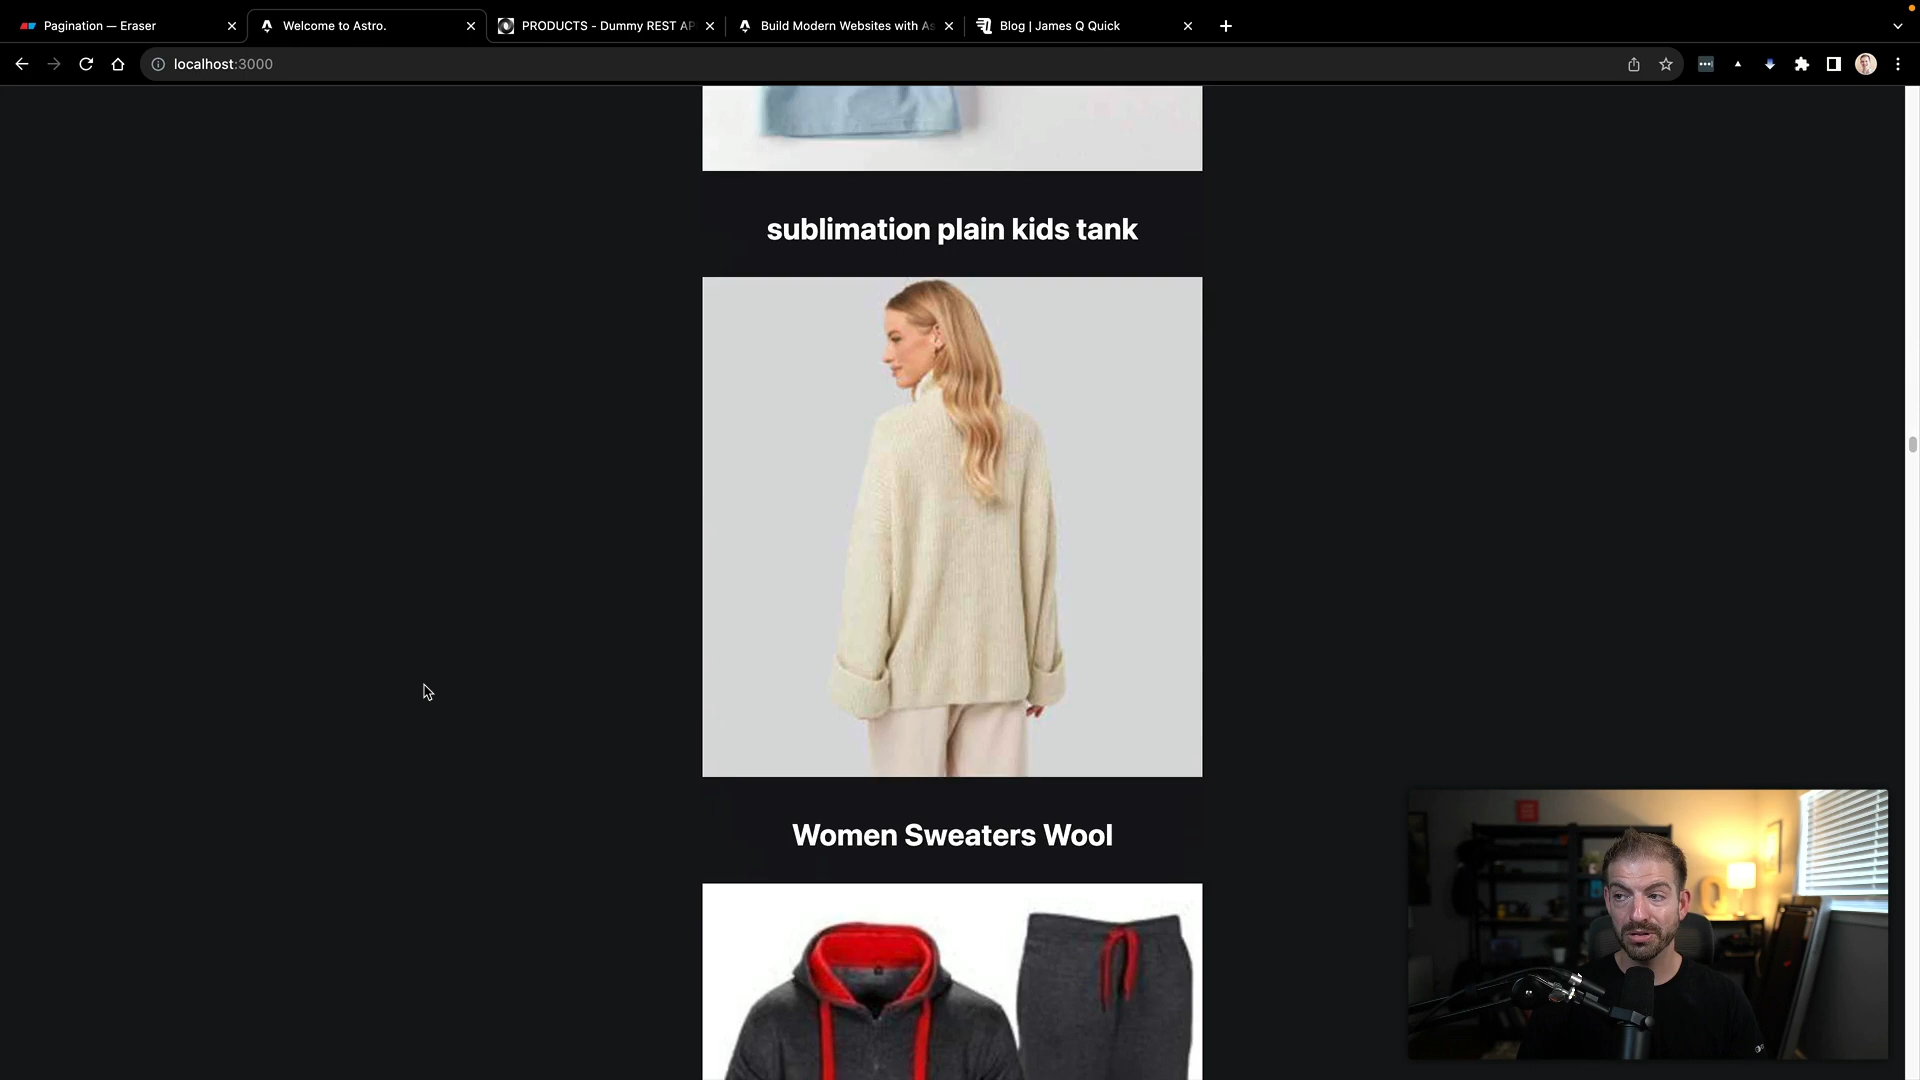 Pagination — Eraser
Welcome to Astro.
PRODUCTS - Dummy REST AP
Build Modern Websites with As
Blog | James Q Quick
localhost:3000
sublimation plain kids tank
Women Sweaters Wool